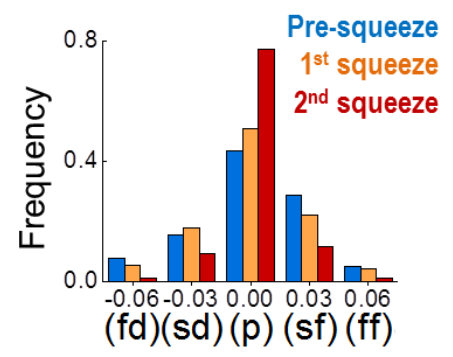 Pre-squeeze
1st squeeze
2nd squeeze
Frequency
0.8
0.4
0.0
-0.06 -0.03 0.00 0.03 0.06
(fd) (sd) (p) (sf) (ff)